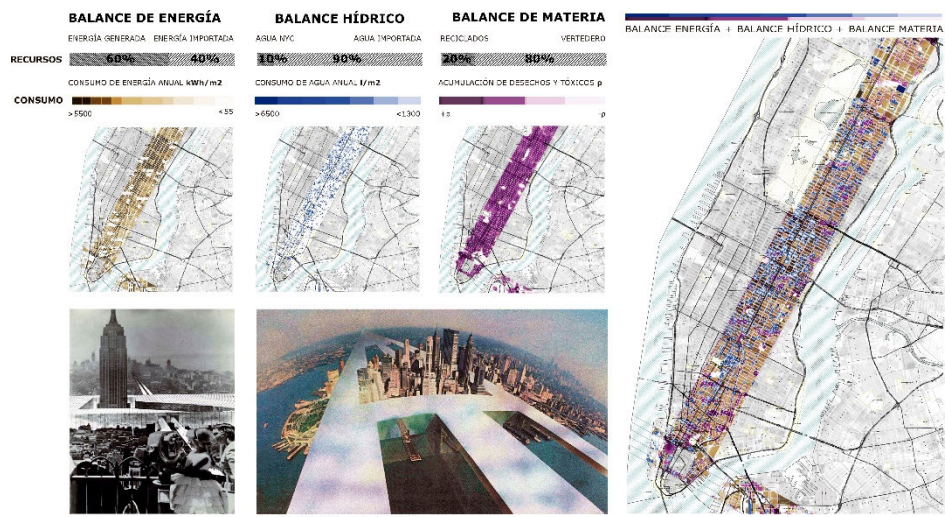 BALANCE DE ENERGÍA
ENERGÍA GENERADA ENERGÍA IMPORTADA
RECURSOS 60% 40%
CONSUMO DE ENERGÍA ANUAL kWh/m2
CONSUMO
>5500 <55
BALANCE HÍDRICO
AGUA NYC AGUA IMPORTADA
10% 90%
CONSUMO DE AGUA ANUAL l/m2
>6500 <1300
BALANCE DE MATERIA
RECICLADOS VERTEDERO
20% 80%
ACUMULACIÓN DE DESECHOS Y TÓXICOS ρ
+ρ -ρ
BALANCE ENERGÍA + BALANCE HÍDRICO + BALANCE MATERIA